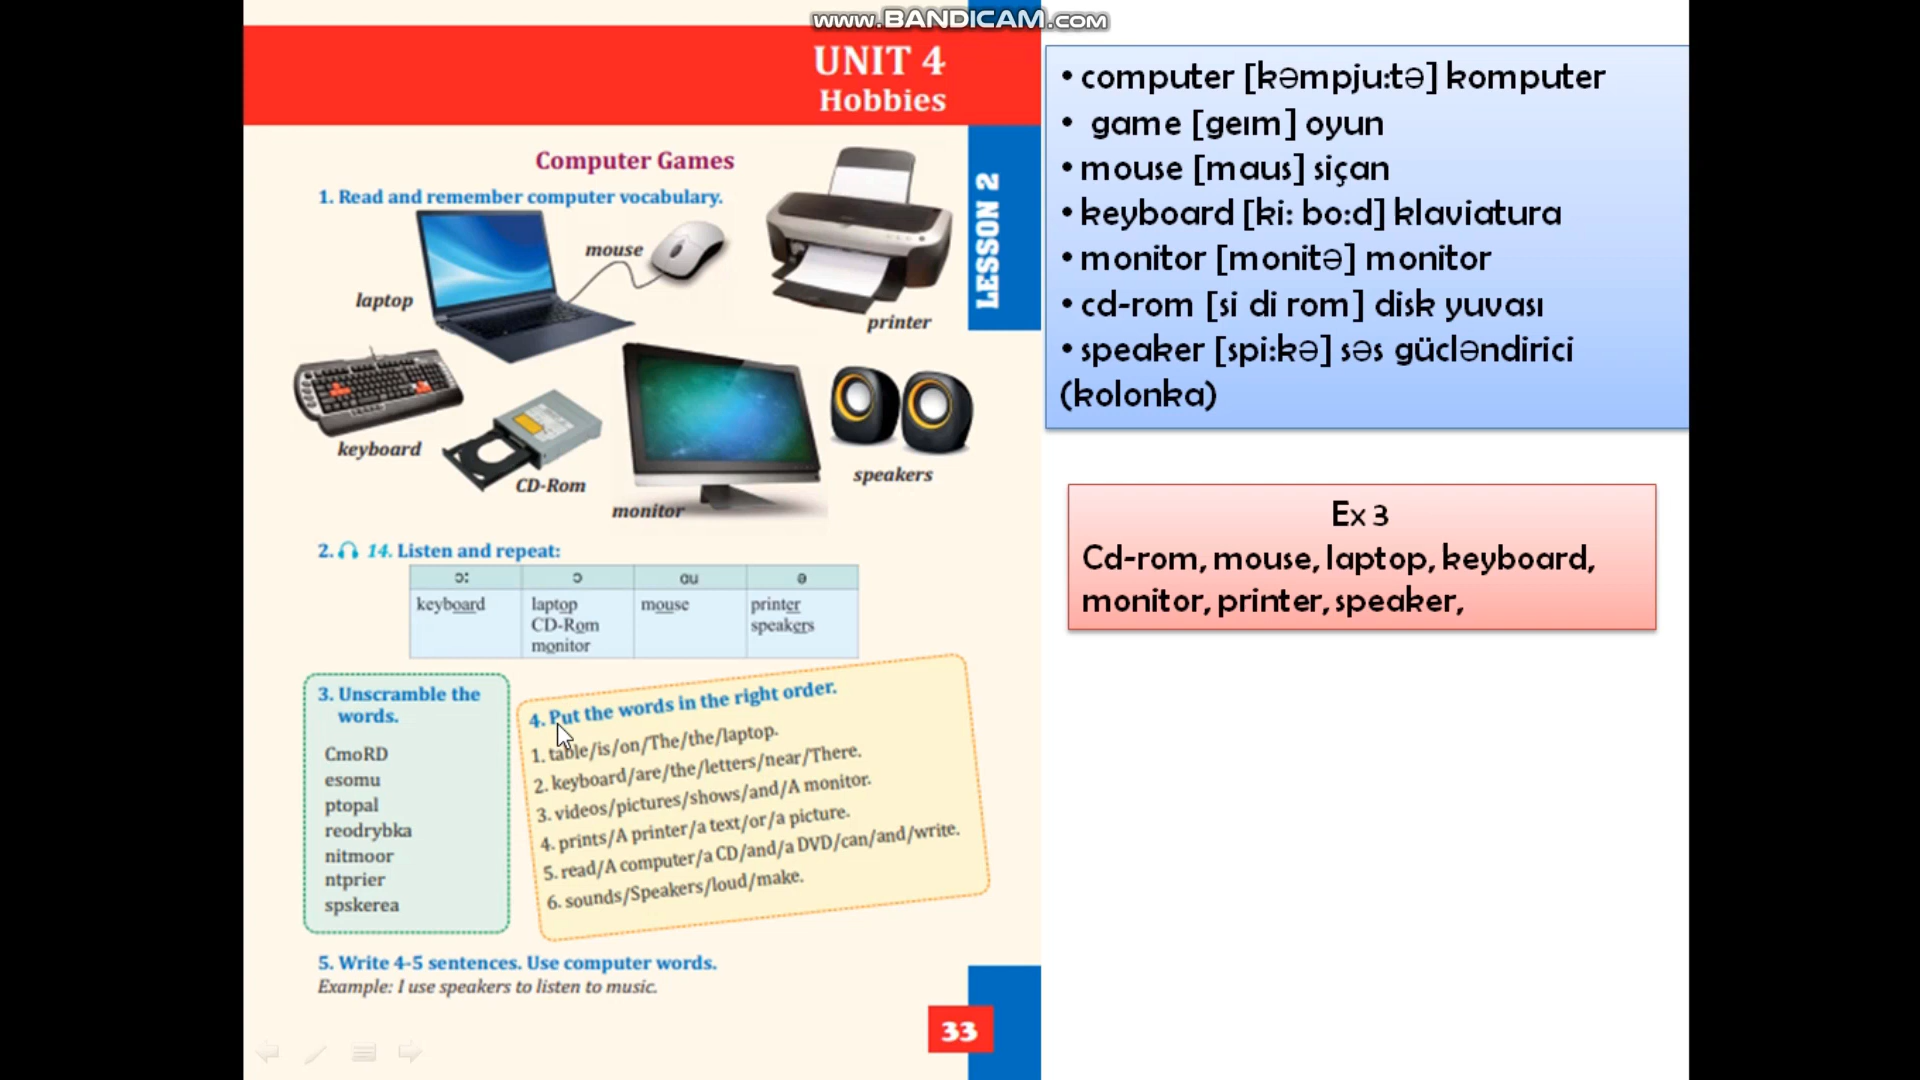 www.BANDICAM.com
UNIT 4
Hobbies
LESSON 2
Computer Games
1. Read and remember computer vocabulary.
mouse
laptop
printer
keyboard
CD-Rom
speakers
monitor
2. 14. Listen and repeat:
ɔ: ɔ ɑu ə
keyboard laptop mouse printer
CD-Rom speakers
monitor
3. Unscramble the
words.
CmoRD
esomu
ptopal
reodrybka
nitmoor
ntprier
spskerea
4. Put the words in the right order.
1. table/is/on/The/the/laptop.
2. keyboard/are/the/letters/near/There.
3. videos/pictures/shows/and/A monitor.
4. prints/A printer/a text/or/a picture.
5. read/A computer/a CD/and/a DVD/can/and/write.
6. sounds/Speakers/loud/make.
5. Write 4-5 sentences. Use computer words.
Example: I use speakers to listen to music.
33
• computer [kəmpju:tə] komputer
• game [geım] oyun
• mouse [maus] siçan
• keyboard [ki: bo:d] klaviatura
• monitor [monitə] monitor
• cd-rom [si di rom] disk yuvası
• speaker [spi:kə] səs gücləndirici
(kolonka)
Ex 3
Cd-rom, mouse, laptop, keyboard,
monitor, printer, speaker,